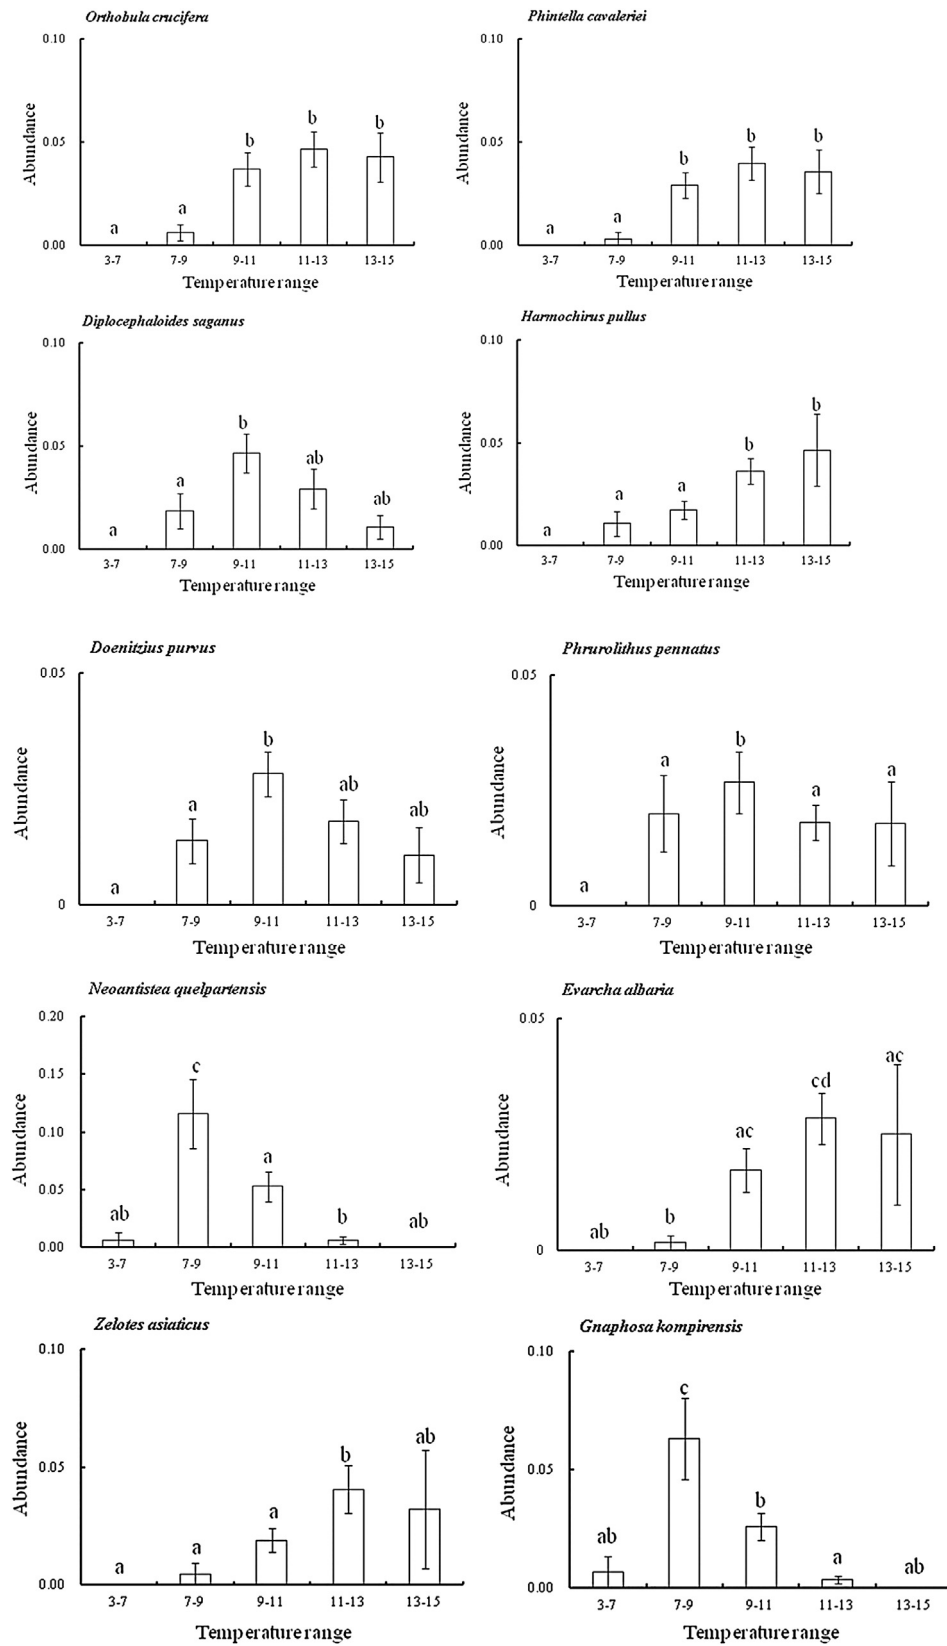 Orthobula crucifera
0.10
0.05
0.00
Abundance
a
a
b
b
b
3-7 7-9 9-11 11-13 13-15
Temperature range
Phintella cavaleriei
0.10
0.05
0.00
Abundance
a
a
b
b
b
3-7 7-9 9-11 11-13 13-15
Temperature range
Diplocephaloides saganus
0.10
0.05
0.00
Abundance
a
a
b
ab
ab
3-7 7-9 9-11 11-13 13-15
Temperature range
Harmochirus pullus
0.10
0.05
0.00
Abundance
a
a
a
b
b
3-7 7-9 9-11 11-13 13-15
Temperature range
Doenitzius purvus
0.05
0
Abundance
a
a
b
ab
ab
3-7 7-9 9-11 11-13 13-15
Temperature range
Phrurolithus pennatus
0.05
0
Abundance
a
a
b
a
a
3-7 7-9 9-11 11-13 13-15
Temperature range
Neoantistea quelpartensis
0.20
0.15
0.10
0.05
0.00
Abundance
ab
c
a
b
ab
3-7 7-9 9-11 11-13 13-15
Temperature range
Evarcha albaria
0.05
0
Abundance
ab
b
ac
cd
ac
3-7 7-9 9-11 11-13 13-15
Temperature range
Zelotes asiaticus
0.10
0.05
0.00
Abundance
a
a
a
b
ab
3-7 7-9 9-11 11-13 13-15
Temperature range
Gnaphosa kompirensis
0.10
0.05
0.00
Abundance
ab
c
b
a
ab
3-7 7-9 9-11 11-13 13-15
Temperature range